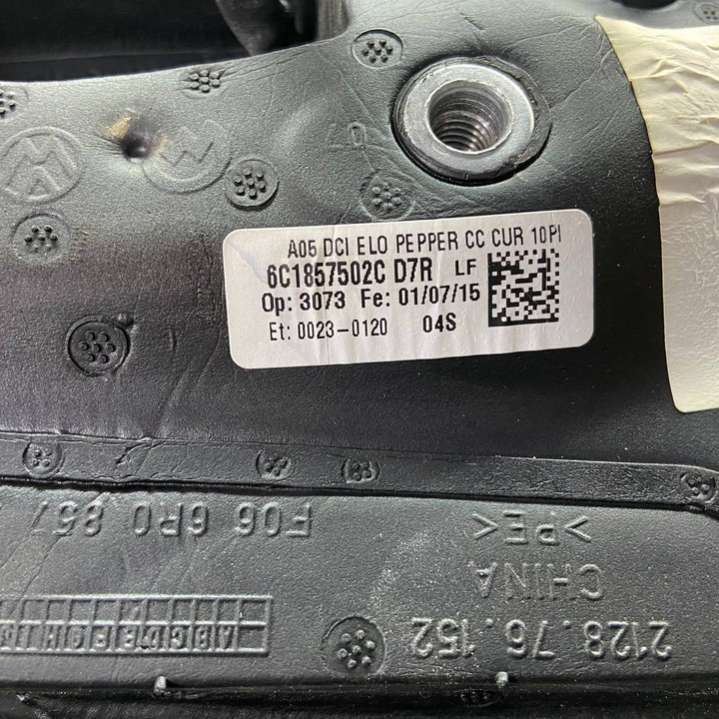 A05 DCI ELO PEPPER CC CUR 10PI
6C1857502C D7R LF
Op: 3073 Fe: 01/07/15
Et: 0023-0120 04S
F06 6R0 857
>PE<
CHINA
2128.76.152